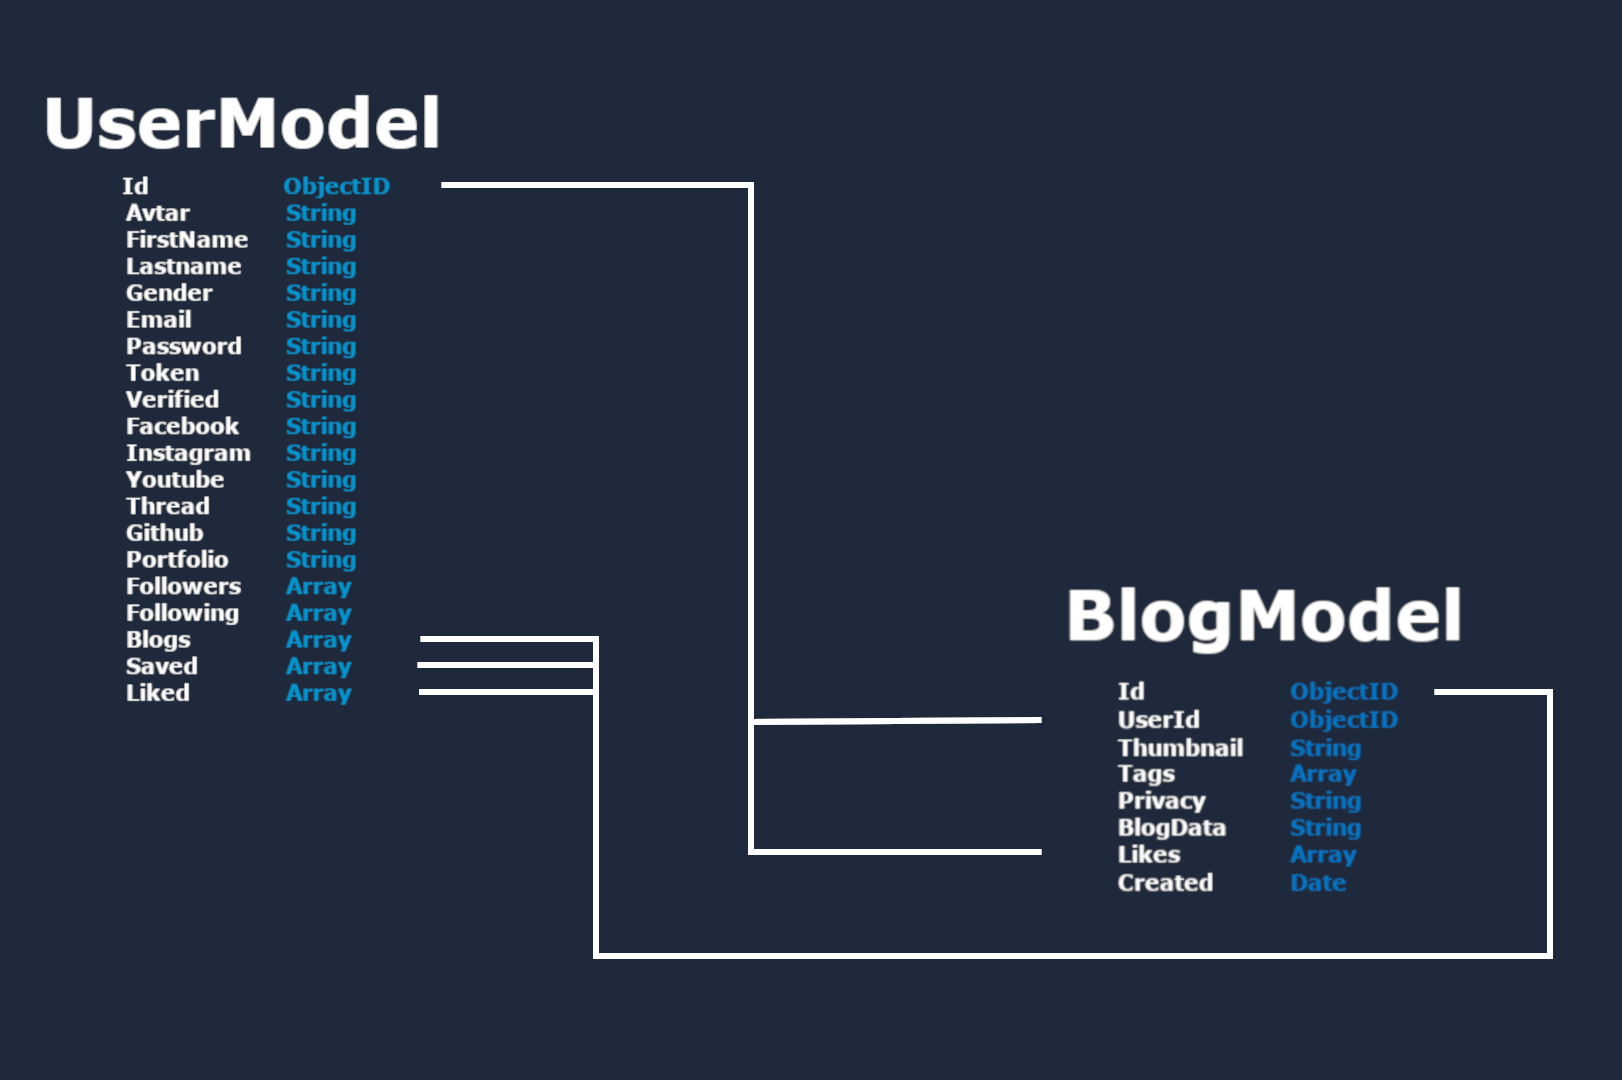 UserModel
Id ObjectID
Avtar String
FirstName String
Lastname String
Gender String
Email String
Password String
Token String
Verified String
Facebook String
Instagram String
Youtube String
Thread String
Github String
Portfolio String
Followers Array
Following Array
Blogs Array
Saved Array
Liked Array
BlogModel
Id ObjectID
UserId ObjectID
Thumbnail String
Tags Array
Privacy String
BlogData String
Likes Array
Created Date